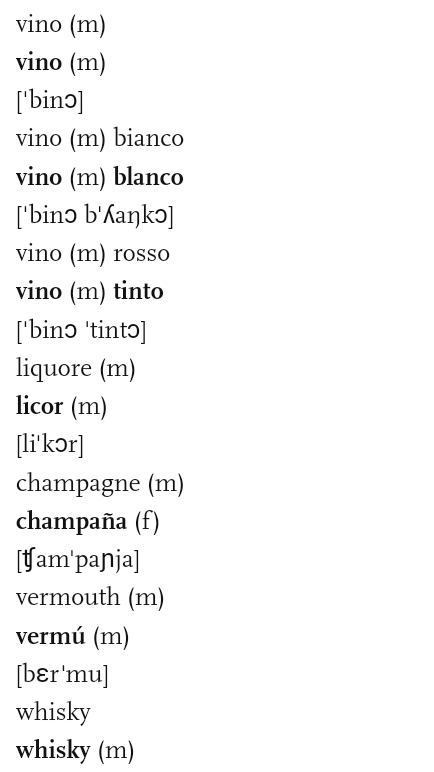 vino (m)
vino (m)
['binɔ]
vino (m) bianco
vino (m) blanco
['binɔ b'ʎaŋkɔ]
vino (m) rosso
vino (m) tinto
['binɔ 'tintɔ]
liquore (m)
licor (m)
[li'kɔr]
champagne (m)
champaña (f)
[ʧam'paɲja]
vermouth (m)
vermú (m)
[bɛr'mu]
whisky
whisky (m)